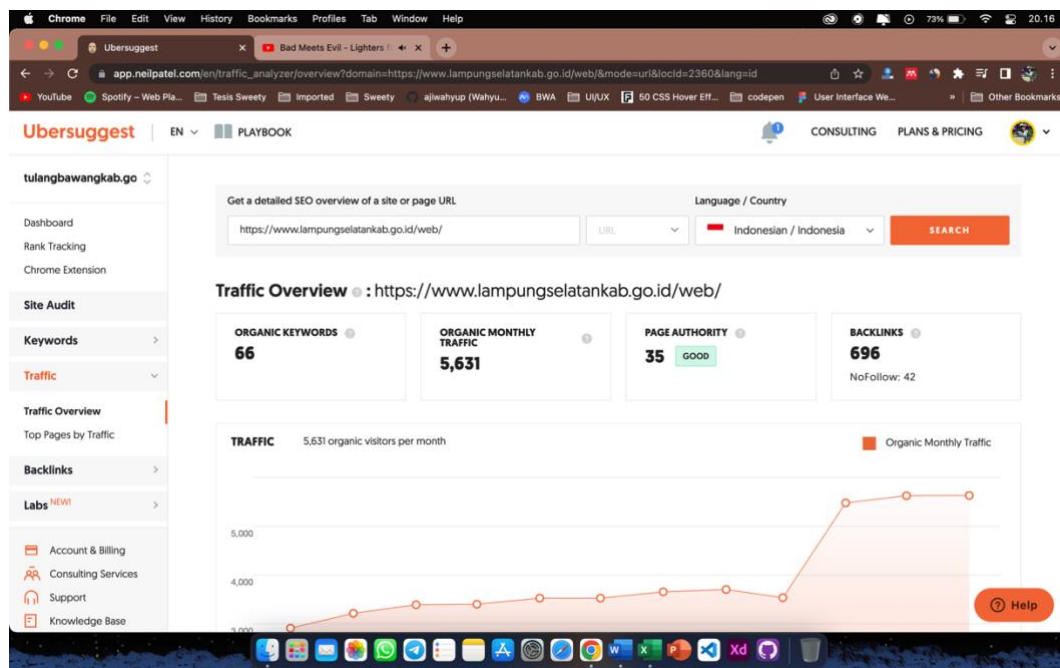 Chrome File Edit View History Bookmarks Profiles Tab Window Help 73% 20.16
Ubersuggest Bad Meets Evil - Lighters
app.neilpatel.com/en/traffic_analyzer/overview?domain=https://www.lampungselatankab.go.id/web/&mode=url&locId=2360&lang=id
YouTube Spotify – Web Pla... Tesis Sweety Imported Sweety ajiwahyup (Wahyu... BWA UI/UX 50 CSS Hover Eff... codepen User Interface We... » Other Bookmarks
Ubersuggest EN PLAYBOOK 1 CONSULTING PLANS & PRICING
tulangbawangkab.go
Dashboard
Rank Tracking
Chrome Extension
Site Audit
Keywords
Traffic
Traffic Overview
Top Pages by Traffic
Backlinks
Labs NEW!
Account & Billing
Consulting Services
Support
Knowledge Base
Get a detailed SEO overview of a site or page URL Language / Country
https://www.lampungselatankab.go.id/web/ URL Indonesian / Indonesia SEARCH
Traffic Overview : https://www.lampungselatankab.go.id/web/
ORGANIC KEYWORDS
66
ORGANIC MONTHLY
TRAFFIC
5,631
PAGE AUTHORITY
35 GOOD
BACKLINKS
696
NoFollow: 42
TRAFFIC 5,631 organic visitors per month Organic Monthly Traffic
5,000
4,000
3,000
Help